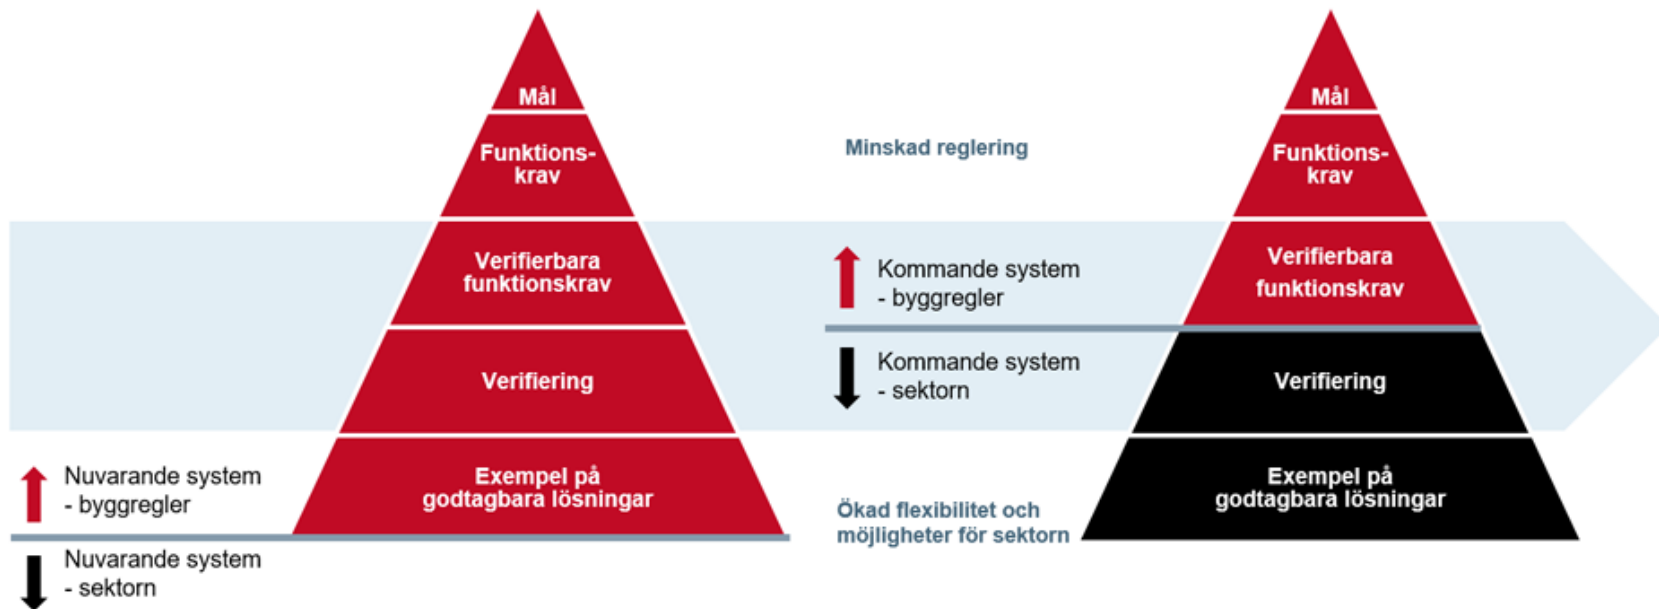 Mål
Funktions-
krav
Verifierbara
funktionskrav
Verifiering
Exempel på
godtagbara lösningar
Nuvarande system
- byggregler
Nuvarande system
- sektorn
Minskad reglering
Kommande system
- byggregler
Kommande system
- sektorn
Ökad flexibilitet och
möjligheter för sektorn
Mål
Funktions-
krav
Verifierbara
funktionskrav
Verifiering
Exempel på
godtagbara lösningar